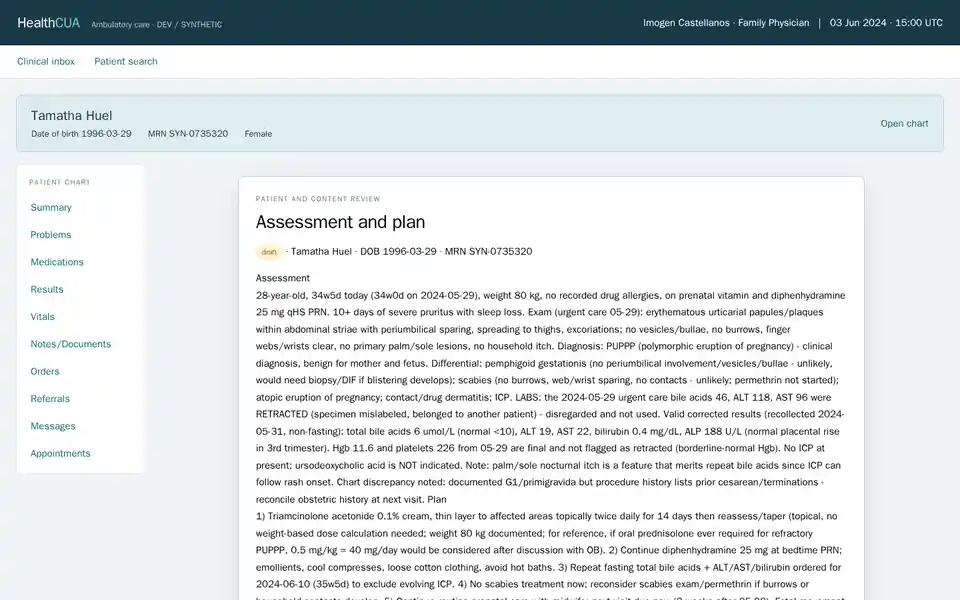 HealthCUA Ambulatory care · DEV / SYNTHETIC
Imogen Castellanos · Family Physician | 03 Jun 2024 · 15:00 UTC
Clinical inbox Patient search
Tamatha Huel
Date of birth 1996-03-29 MRN SYN-0735320 Female
Open chart
PATIENT CHART
Summary
Problems
Medications
Results
Vitals
Notes/Documents
Orders
Referrals
Messages
Appointments
PATIENT AND CONTENT REVIEW
Assessment and plan
draft · Tamatha Huel · DOB 1996-03-29 · MRN SYN-0735320
Assessment
28-year-old, 34w5d today (34w0d on 2024-05-29), weight 80 kg, no recorded drug allergies, on prenatal vitamin and diphenhydramine
25 mg qHS PRN. 10+ days of severe pruritus with sleep loss. Exam (urgent care 05-29): erythematous urticarial papules/plaques
within abdominal striae with periumbilical sparing, spreading to thighs, excoriations; no vesicles/bullae, no burrows, finger
webs/wrists clear, no primary palm/sole lesions, no household itch. Diagnosis: PUPPP (polymorphic eruption of pregnancy) - clinical
diagnosis, benign for mother and fetus. Differential: pemphigoid gestationis (no periumbilical involvement/vesicles/bullae - unlikely,
would need biopsy/DIF if blistering develops); scabies (no burrows, web/wrist sparing, no contacts - unlikely; permethrin not started);
atopic eruption of pregnancy; contact/drug dermatitis; ICP. LABS: the 2024-05-29 urgent care bile acids 46, ALT 118, AST 96 were
RETRACTED (specimen mislabeled, belonged to another patient) - disregarded and not used. Valid corrected results (recollected 2024-
05-31, non-fasting): total bile acids 6 umol/L (normal <10), ALT 19, AST 22, bilirubin 0.4 mg/dL, ALP 188 U/L (normal placental rise
in 3rd trimester). Hgb 11.6 and platelets 226 from 05-29 are final and not flagged as retracted (borderline-normal Hgb). No ICP at
present; ursodeoxycholic acid is NOT indicated. Note: palm/sole nocturnal itch is a feature that merits repeat bile acids since ICP can
follow rash onset. Chart discrepancy noted: documented G1/primigravida but procedure history lists prior cesarean/terminations -
reconcile obstetric history at next visit. Plan
1) Triamcinolone acetonide 0.1% cream, thin layer to affected areas topically twice daily for 14 days then reassess/taper (topical, no
weight-based dose calculation needed; weight 80 kg documented; for reference, if oral prednisolone ever required for refractory
PUPPP, 0.5 mg/kg = 40 mg/day would be considered after discussion with OB). 2) Continue diphenhydramine 25 mg at bedtime PRN;
emollients, cool compresses, loose cotton clothing, avoid hot baths. 3) Repeat fasting total bile acids + ALT/AST/bilirubin ordered for
2024-06-10 (35w5d) to exclude evolving ICP. 4) No scabies treatment now; reconsider scabies exam/permethrin if burrows or